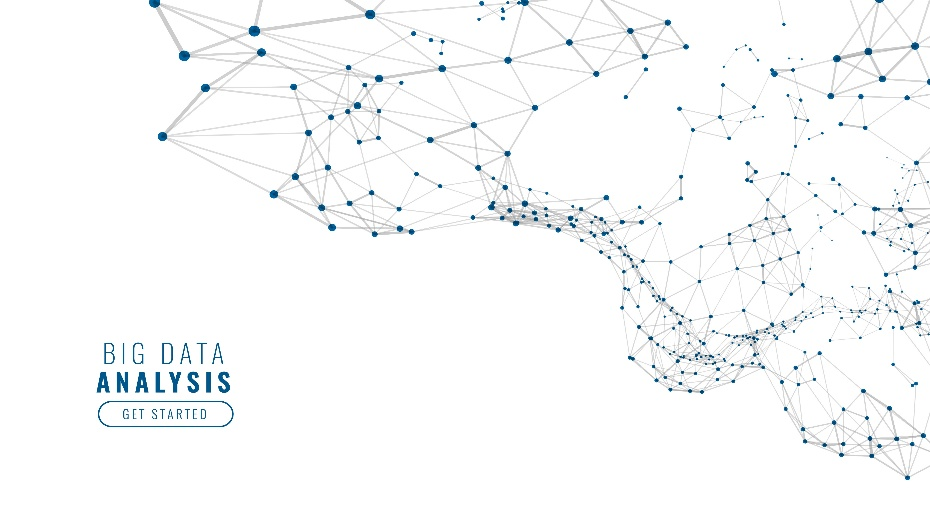 BIG DATA
ANALYSIS
GET STARTED